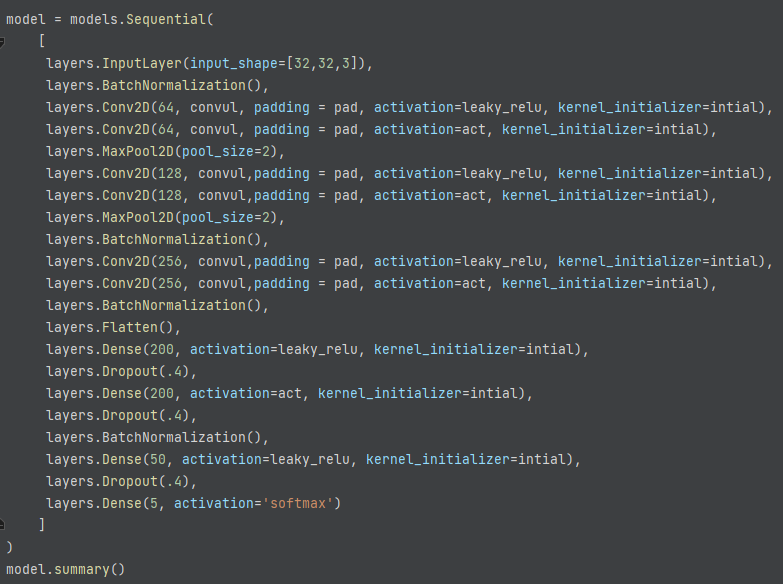 model = models.Sequential(
    [
     layers.InputLayer(input_shape=[32,32,3]),
     layers.BatchNormalization(),
     layers.Conv2D(64, convul, padding = pad, activation=leaky_relu, kernel_initializer=intial),
     layers.Conv2D(64, convul, padding = pad, activation=act, kernel_initializer=intial),
     layers.MaxPool2D(pool_size=2),
     layers.Conv2D(128, convul,padding = pad, activation=leaky_relu, kernel_initializer=intial),
     layers.Conv2D(128, convul,padding = pad, activation=act, kernel_initializer=intial),
     layers.MaxPool2D(pool_size=2),
     layers.BatchNormalization(),
     layers.Conv2D(256, convul,padding = pad, activation=leaky_relu, kernel_initializer=intial),
     layers.Conv2D(256, convul,padding = pad, activation=act, kernel_initializer=intial),
     layers.BatchNormalization(),
     layers.Flatten(),
     layers.Dense(200, activation=leaky_relu, kernel_initializer=intial),
     layers.Dropout(.4),
     layers.Dense(200, activation=act, kernel_initializer=intial),
     layers.Dropout(.4),
     layers.BatchNormalization(),
     layers.Dense(50, activation=leaky_relu, kernel_initializer=intial),
     layers.Dropout(.4),
     layers.Dense(5, activation='softmax')
    ]
)
model.summary()